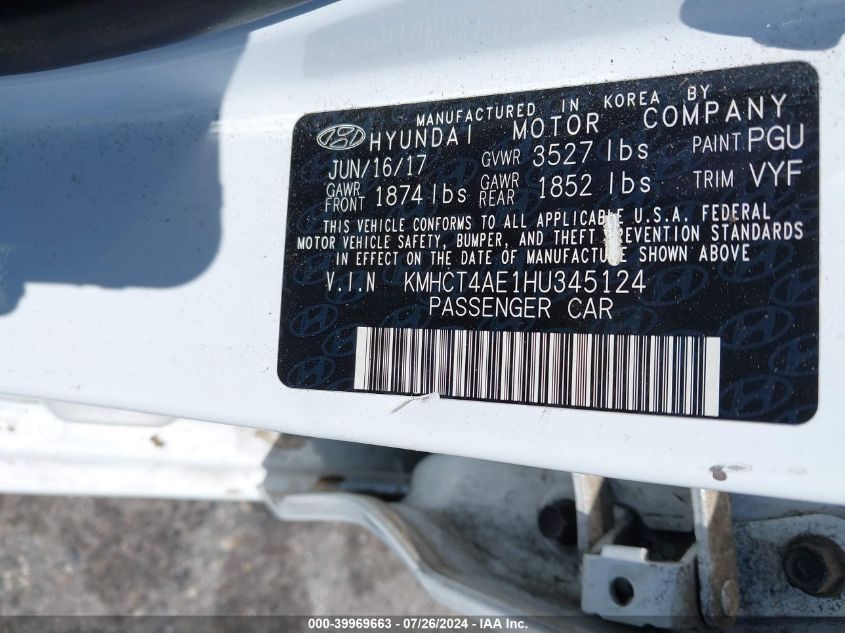 MANUFACTURED IN KOREA BY
HYUNDAI MOTOR COMPANY
JUN/16/17 GVWR 3527 lbs PAINT PGU
GAWR FRONT 1874 lbs GAWR REAR 1852 lbs TRIM VYF
THIS VEHICLE CONFORMS TO ALL APPLICABLE U.S.A. FEDERAL
MOTOR VEHICLE SAFETY, BUMPER, AND THEFT PREVENTION STANDARDS
IN EFFECT ON THE DATE OF MANUFACTURE SHOWN ABOVE
V.I.N KMHCT4AE1HU345124
PASSENGER CAR
000-39969663 - 07/26/2024 - IAA Inc.